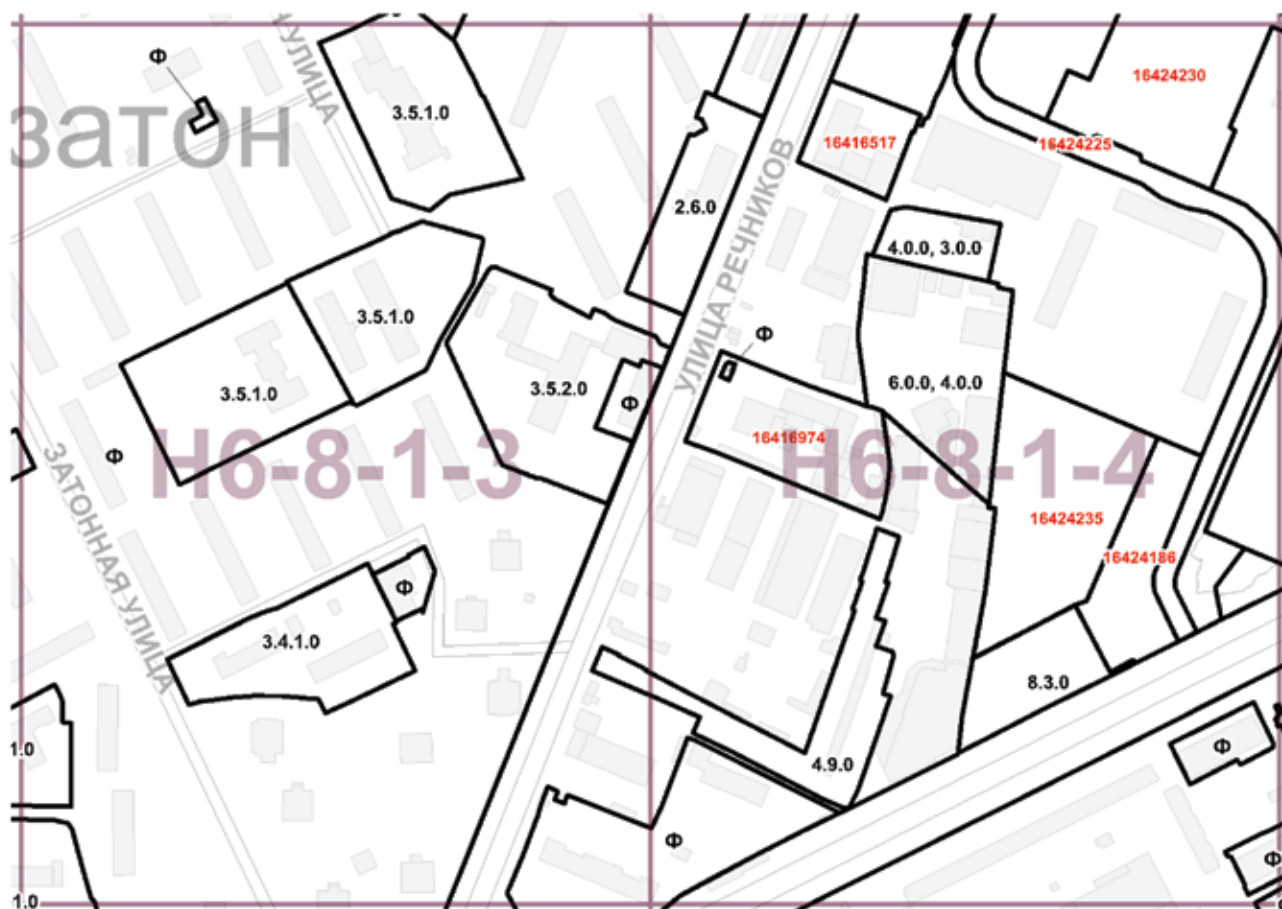 Н-УЛИЦА
Ф
16424230
3.5.1.0
затон
16416517
16424225
2.6.0
УЛИЦА РЕЧНИКОВ
4.0.0, 3.0.0
3.5.1.0
Ф
3.5.1.0
3.5.2.0
Ф
6.0.0, 4.0.0
16416974
Ф
Н6-8-1-3
Н6-8-1-4
ЗАТОННАЯ УЛИЦА
16424235
16424186
Ф
3.4.1.0
8.3.0
1.0
4.9.0
Ф
Ф
Ф
1.0